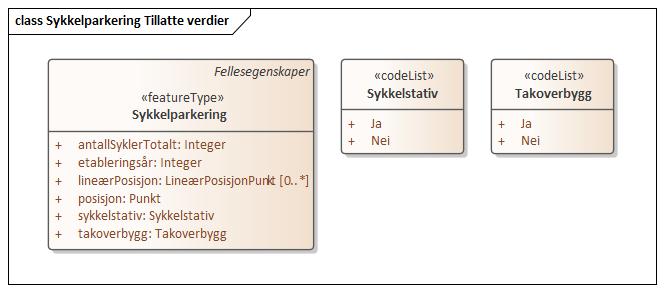 class Sykkelparkering Tillatte verdier
Fellesegenskaper
«featureType»
Sykkelparkering
+ antallSyklerTotalt: Integer
+ etableringsår: Integer
+ lineærPosisjon: LineærPosisjonPunkt [0..*]
+ posisjon: Punkt
+ sykkelstativ: Sykkelstativ
+ takoverbygg: Takoverbygg
«codeList»
Sykkelstativ
+ Ja
+ Nei
«codeList»
Takoverbygg
+ Ja
+ Nei